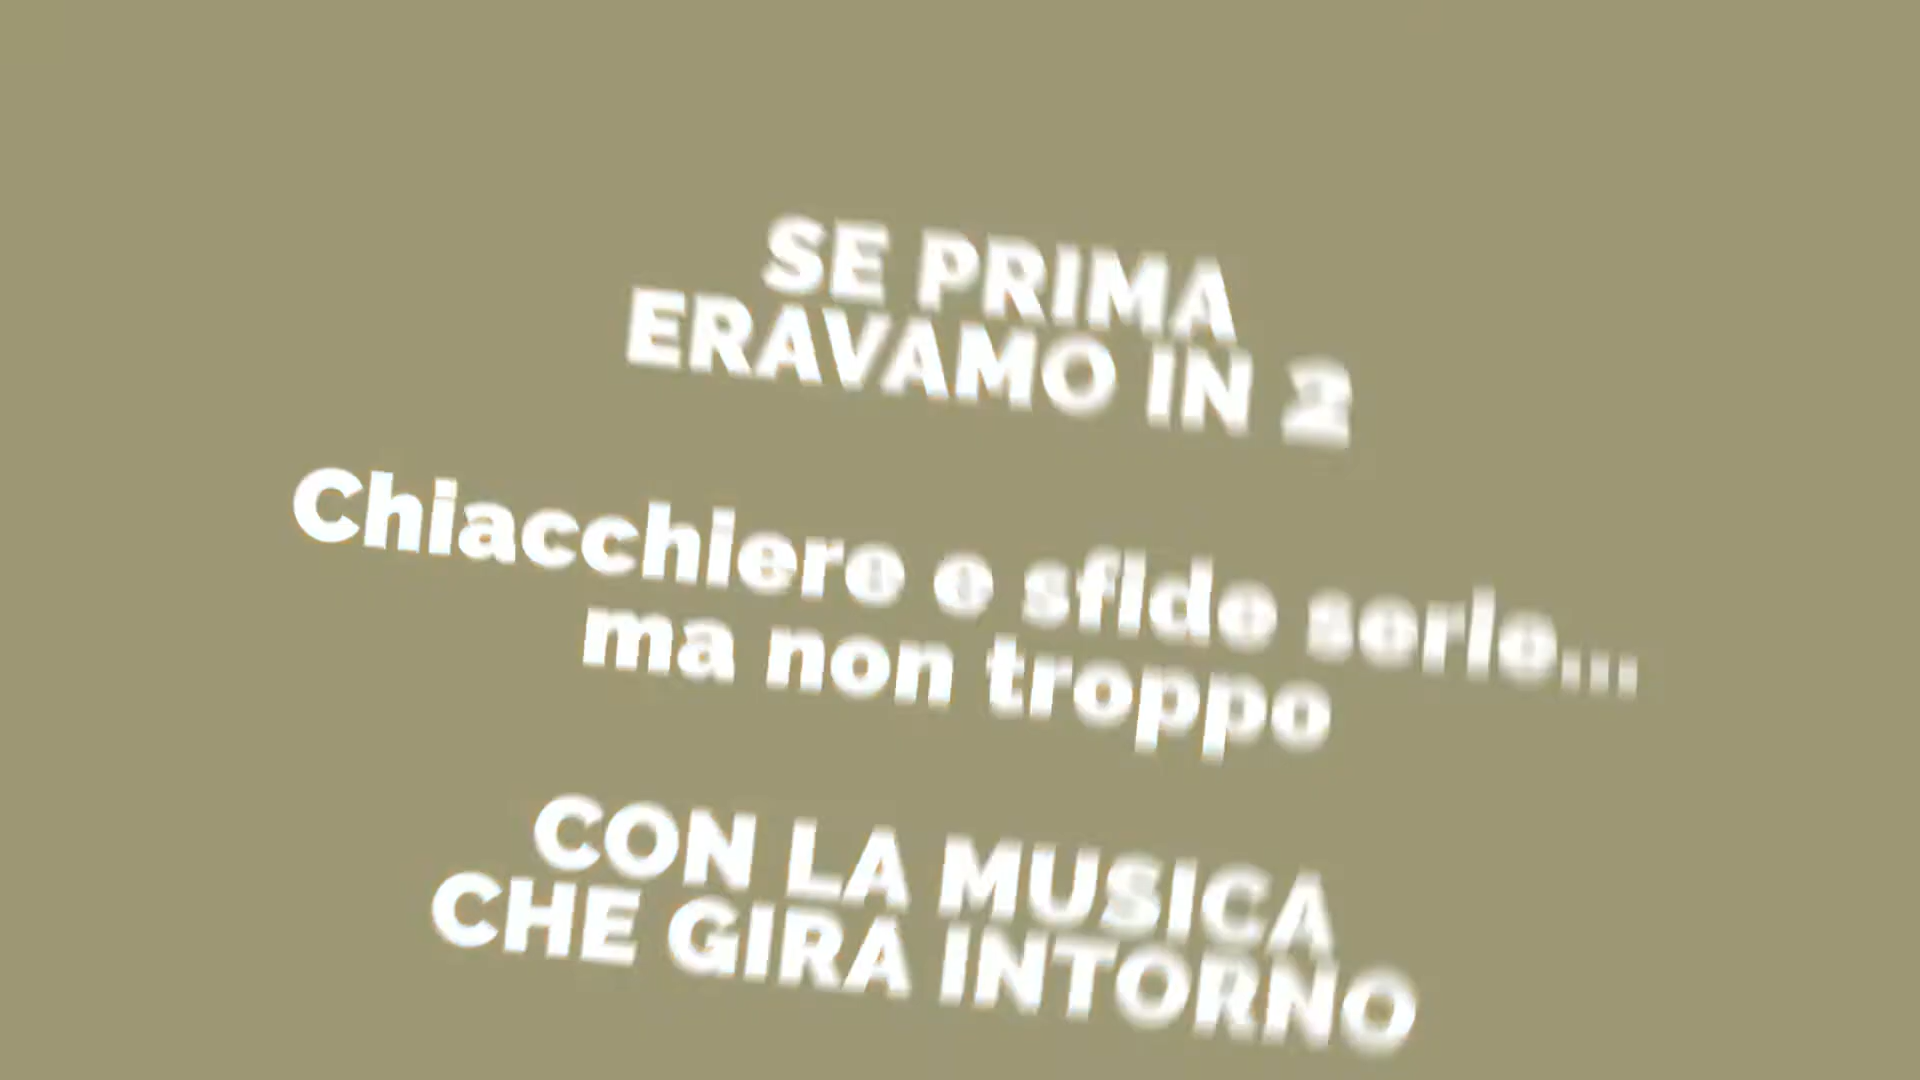 SE PRIMA
ERAVAMO IN 2
Chiacchiere e sfide serie...
ma non troppo
CON LA MUSICA
CHE GIRA INTORNO